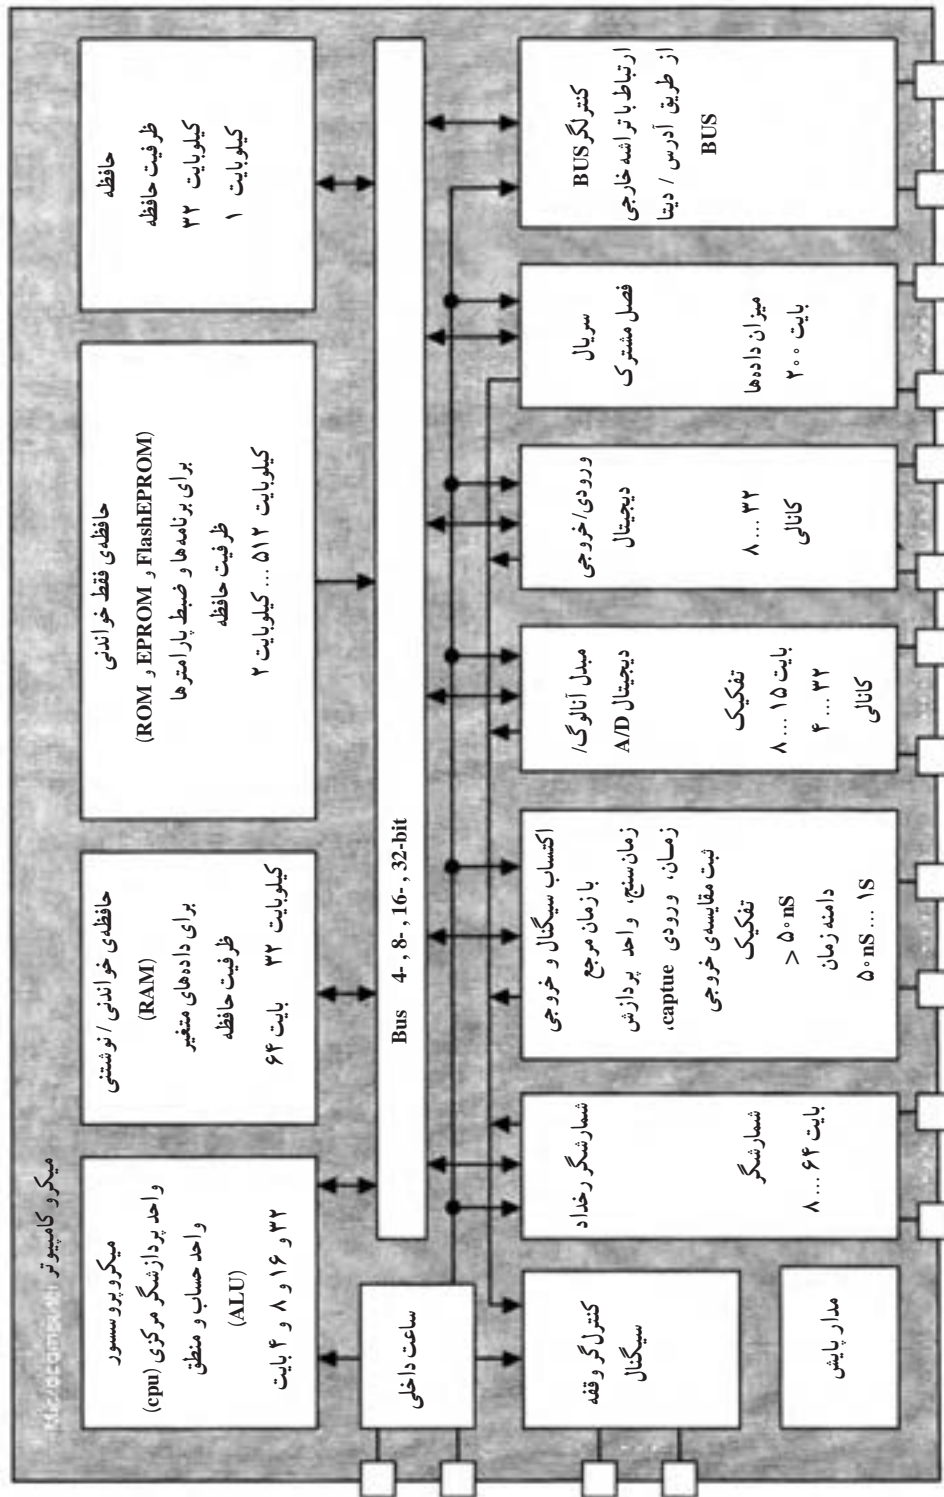 میکرو کامپیوتر Microcomputer
میکروپروسسور
واحد پردازشگر مرکزی (cpu)
واحد حساب و منطق
(ALU)
۳۲ و ۱۶ و ۸ و ۴ بایت
حافظه‌ی خواندنی / نوشتنی
(RAM)
برای داده‌های متغیر
ظرفیت حافظه
کیلوبایت ۳۲ بایت ۶۴
حافظه‌ی فقط خواندنی
(ROM و EPROM و FlashEPROM)
برای برنامه‌ها و ضبط پارامترها
ظرفیت حافظه
کیلوبایت ۵۱۲ ... کیلوبایت ۲
حافظه
ظرفیت حافظه
کیلوبایت ۳۲
کیلوبایت ۱
ساعت داخلی
Bus 4- , 8- , 16- , 32-bit
کنترل گر وقفه
سیگنال
مدار پایش
شمارشگر رخداد
شمارشگر
بایت ۶۴ ... ۸
اکتساب سیگنال و خروجی
با زمان مرجع
زمان سنج، واحد پردازش
زمان، ورودی captue،
ثبت مقایسه‌ی خروجی
تفکیک
> ۵۰ nS
دامنه زمان
۵۰ nS ... ۱S
مبدل آنالوگ/
دیجیتال A/D
تفکیک
بایت ۱۵ ... ۸
۴ ... ۳۲
کانالی
ورودی/خروجی
دیجیتال
۸ ... ۳۲
کانالی
سریال
فصل مشترک
میزان داده‌ها
بایت ۲۰۰
کنترلگر BUS
ارتباط با تراشه خارجی
از طریق آدرس / دیتا
BUS